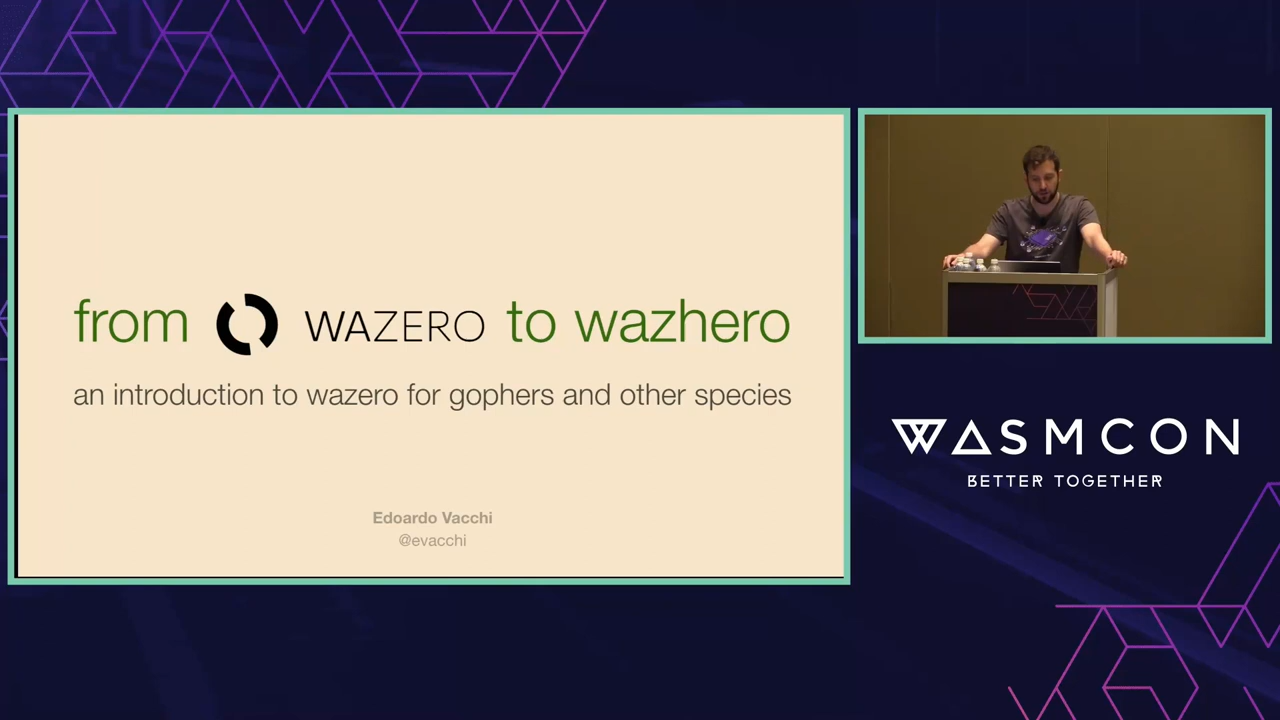 from WAZERO to wazhero
an introduction to wazero for gophers and other species
Edoardo Vacchi
@evacchi
WASMCON
BETTER TOGETHER